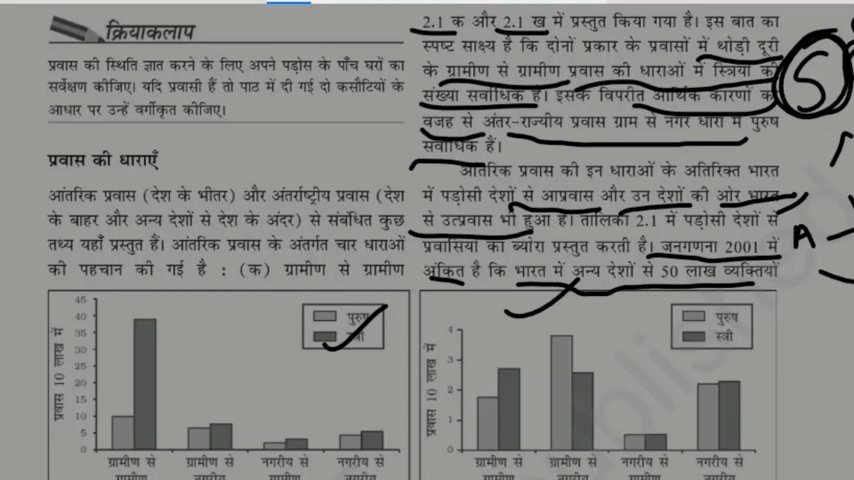 क्रियाकलाप
प्रवास की स्थिति ज्ञात करने के लिए अपने पड़ोस के पाँच घरों का
सर्वेक्षण कीजिए। यदि प्रवासी हैं तो पाठ में दी गई दो कसौटियों के
आधार पर उन्हें वर्गीकृत कीजिए।
प्रवास की धाराएँ
आंतरिक प्रवास (देश के भीतर) और अंतर्राष्ट्रीय प्रवास (देश
के बाहर और अन्य देशों से देश के अंदर) से संबंधित कुछ
तथ्य यहाँ प्रस्तुत हैं। आंतरिक प्रवास के अंतर्गत चार धाराओं
की पहचान की गई है : (क) ग्रामीण से ग्रामीण
2.1 क और 2.1 ख में प्रस्तुत किया गया है। इस बात का
स्पष्ट साक्ष्य है कि दोनों प्रकार के प्रवासों में थोड़ी दूरी
के ग्रामीण से ग्रामीण प्रवास की धाराओं में स्त्रियों की
संख्या सर्वाधिक है। इसके विपरीत आर्थिक कारणों की
वजह से अंतर-राज्यीय प्रवास ग्राम से नगर धारा में पुरुष
सर्वाधिक हैं।
आंतरिक प्रवास की इन धाराओं के अतिरिक्त भारत
में पड़ोसी देशों से आप्रवास और उन देशों की ओर भारत
से उत्प्रवास भी हुआ है। तालिका 2.1 में पड़ोसी देशों से
प्रवासियों का ब्योरा प्रस्तुत करती है। जनगणना 2001 में
अंकित है कि भारत में अन्य देशों से 50 लाख व्यक्तियों
S
A
प्रवास 10 लाख में
45
40
35
30
25
20
15
10
5
0
पुरुष
स्त्री
ग्रामीण से
ग्रामीण से
नगरीय से
नगरीय से
ग्रामीण
नगरीय
ग्रामीण
नगरीय
प्रवास 10 लाख में
4
3
2
1
0
पुरुष
स्त्री
ग्रामीण से
ग्रामीण से
नगरीय से
नगरीय से
ग्रामीण
नगरीय
ग्रामीण
नगरीय